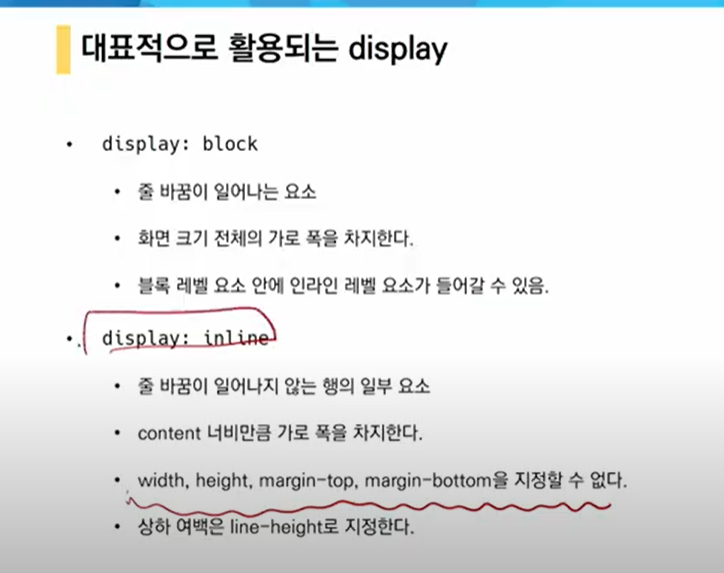 대표적으로 활용되는 display
• display: block
• 줄 바꿈이 일어나는 요소
• 화면 크기 전체의 가로 폭을 차지한다.
• 블록 레벨 요소 안에 인라인 레벨 요소가 들어갈 수 있음.
• display: inline
• 줄 바꿈이 일어나지 않는 행의 일부 요소
• content 너비만큼 가로 폭을 차지한다.
• width, height, margin-top, margin-bottom을 지정할 수 없다.
• 상하 여백은 line-height로 지정한다.